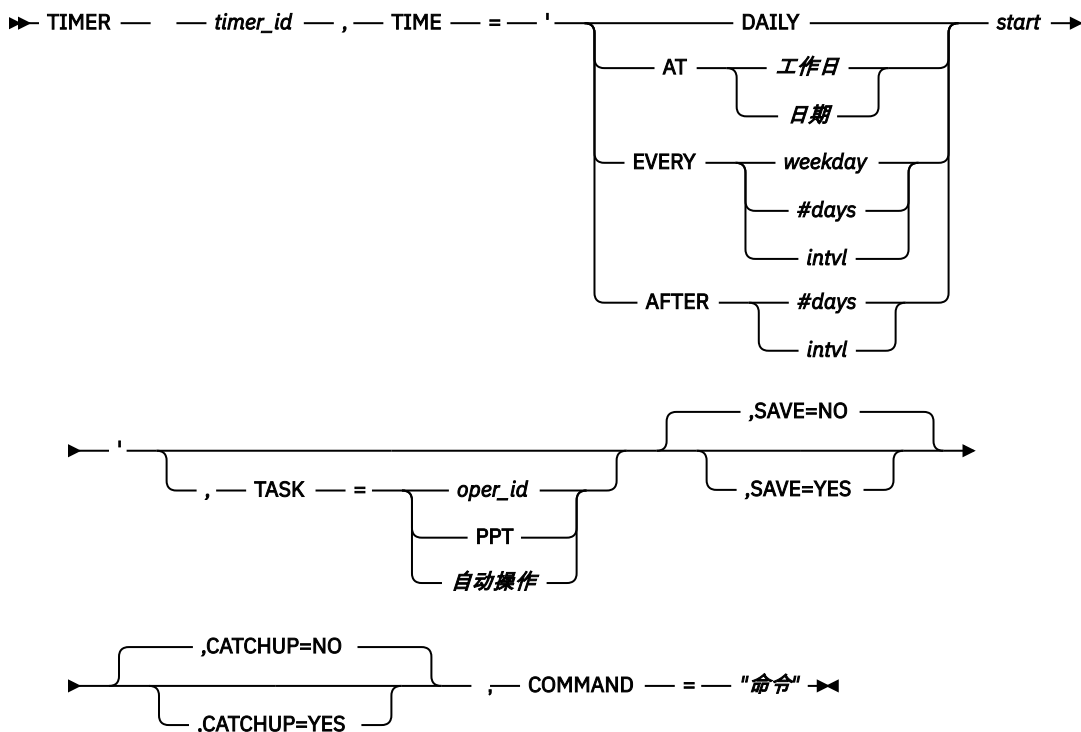 TIMER timer_id , TIME = ' DAILY start
AT 工作日
日期
EVERY weekday
#days
intvl
AFTER #days
intvl
,SAVE=NO
'
, TASK = oper_id ,SAVE=YES
PPT
自动操作
,CATCHUP=NO
, COMMAND = "命令"
,CATCHUP=YES